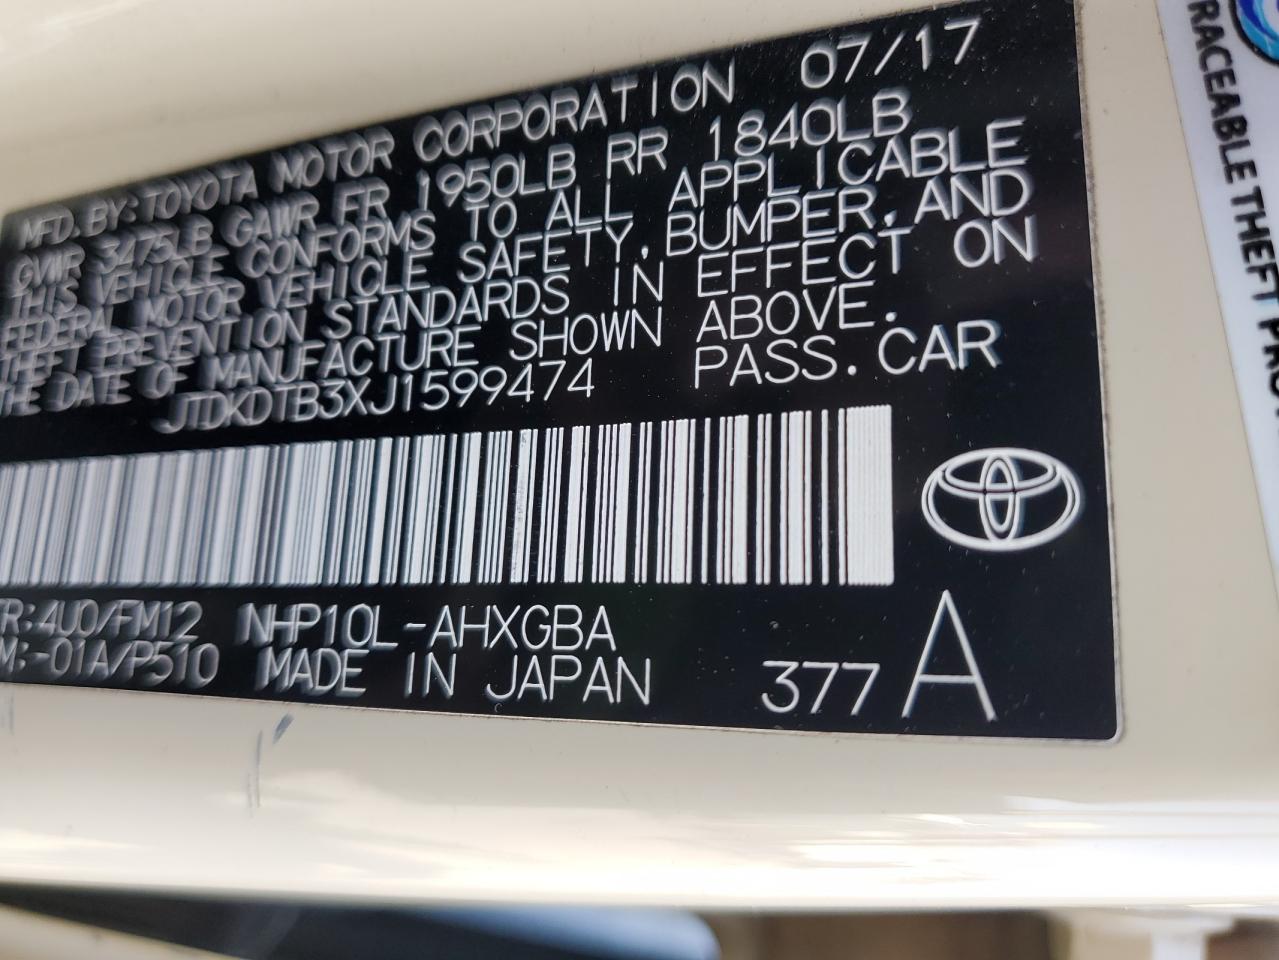 MFD. BY: TOYOTA MOTOR CORPORATION 07/17
GVWR 3475LB GAWR FR 1950LB RR 1840LB
THIS VEHICLE CONFORMS TO ALL APPLICABLE
FEDERAL MOTOR VEHICLE SAFETY, BUMPER, AND
THEFT PREVENTION STANDARDS IN EFFECT ON
THE DATE OF MANUFACTURE SHOWN ABOVE.
JTDKDTB3XJ1599474 PASS. CAR
TR:4U0/FM12 NHP10L-AHXGBA
M:-01A/P510 MADE IN JAPAN 377 A
RACEABLE THEFT